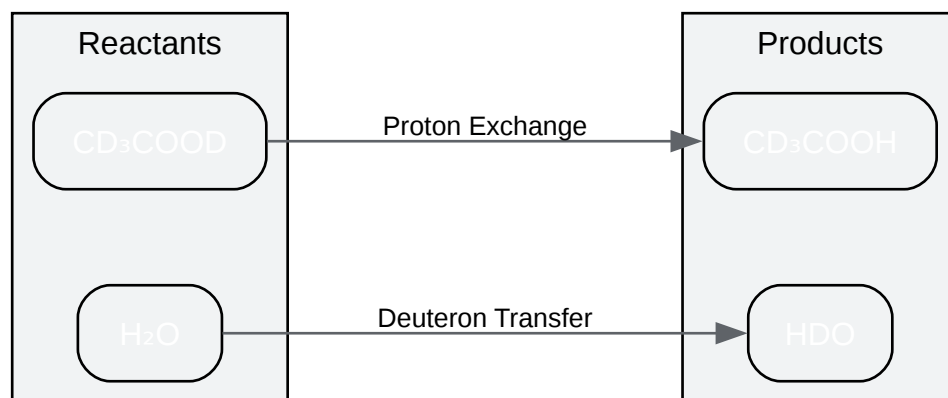 Reactants
Products
CD₃COOD
Proton Exchange
CD₃COOH
H₂O
Deuteron Transfer
HDO